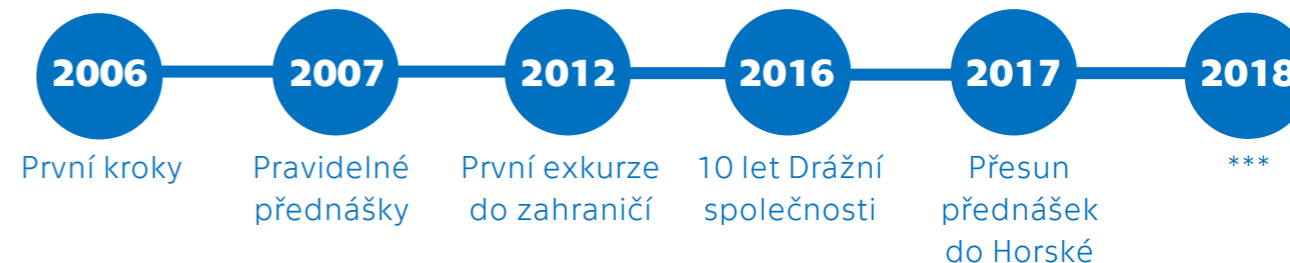 2006 2007 2012 2016 2017 2018
První kroky
Pravidelné
přednášky
První exkurze
do zahraničí
10 let Drážní
společnosti
Přesun
přednášek
do Horské
***